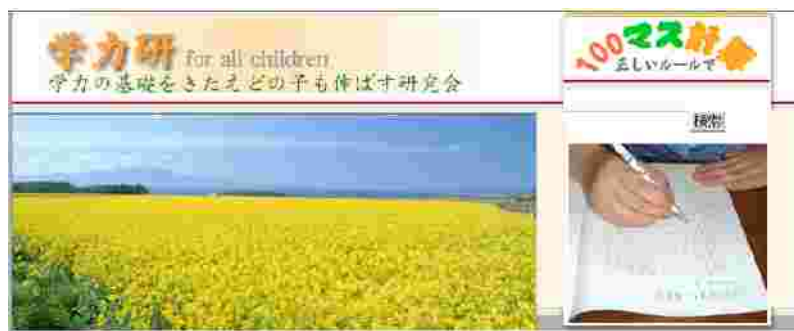 学力研 for all children
学力の基礎をきたえどの子も伸ばす研究会
100マス計算
正しいルールで
検索